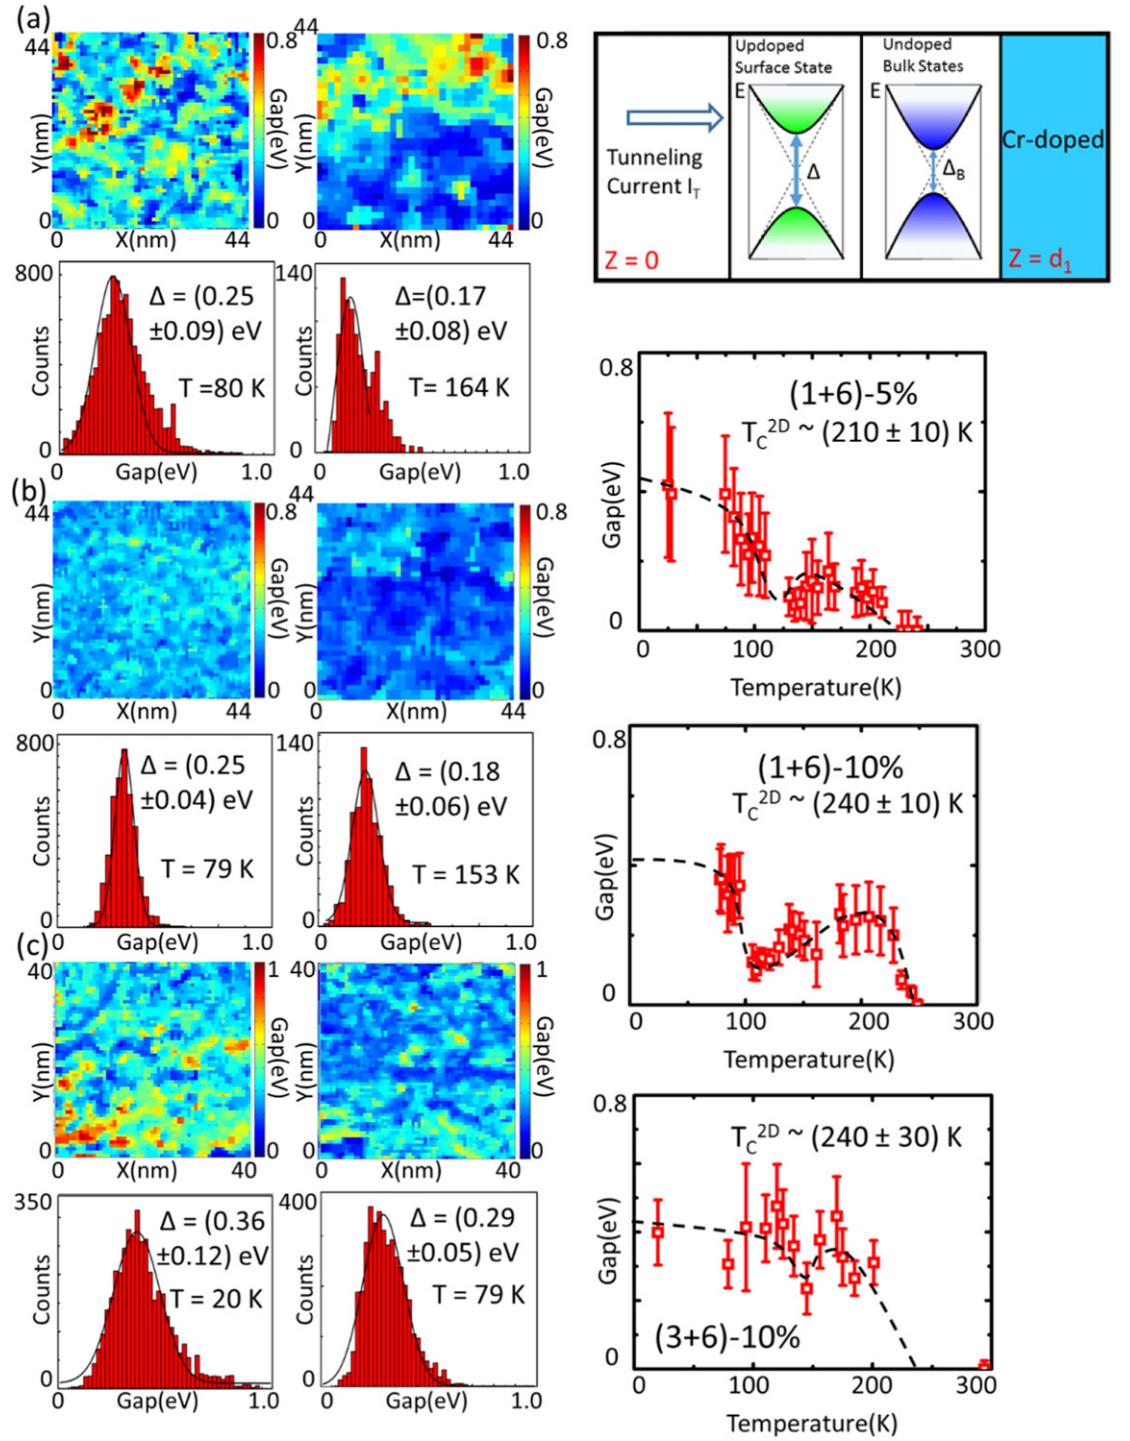 (a)
44
Y(nm)
0
0
X(nm)
44
0.8
Gap(eV)
0
44
0
0
X(nm)
44
0.8
Gap(eV)
0
800
Counts
0
Δ = (0.25
±0.09) eV
T =80 K
Gap(eV)
1.0
140
Counts
0
Δ=(0.17
±0.08) eV
T= 164 K
Gap(eV)
1.0
Tunneling
Current I_T
Z = 0
Updoped
Surface State
E
Δ
Undoped
Bulk States
E
Δ_B
Cr-doped
Z = d_1
0.8
Gap(eV)
0
(1+6)-5%
T_C^2D ~ (210 ± 10) K
0
100
200
300
Temperature(K)
(b)
44
Y(nm)
0
0
X(nm)
44
0.8
Gap(eV)
0
44
Y(nm)
0
0
X(nm)
44
0.8
Gap(eV)
0
800
Counts
0
Δ = (0.25
±0.04) eV
T = 79 K
Gap(eV)
1.0
140
Counts
0
Δ = (0.18
±0.06) eV
T = 153 K
Gap(eV)
1.0
0.8
Gap(eV)
0
(1+6)-10%
T_C^2D ~ (240 ± 10) K
0
100
200
300
Temperature(K)
(c)
40
Y(nm)
0
0
X(nm)
40
1
Gap(eV)
0
40
Y(nm)
0
0
X(nm)
40
1
Gap(eV)
0
350
Counts
0
Δ = (0.36
±0.12) eV
T = 20 K
0
Gap(eV)
1.0
400
Counts
0
Δ = (0.29
±0.05) eV
T = 79 K
0
Gap(eV)
1.0
0.8
Gap(eV)
0
T_C^2D ~ (240 ± 30) K
(3+6)-10%
0
100
200
300
Temperature(K)